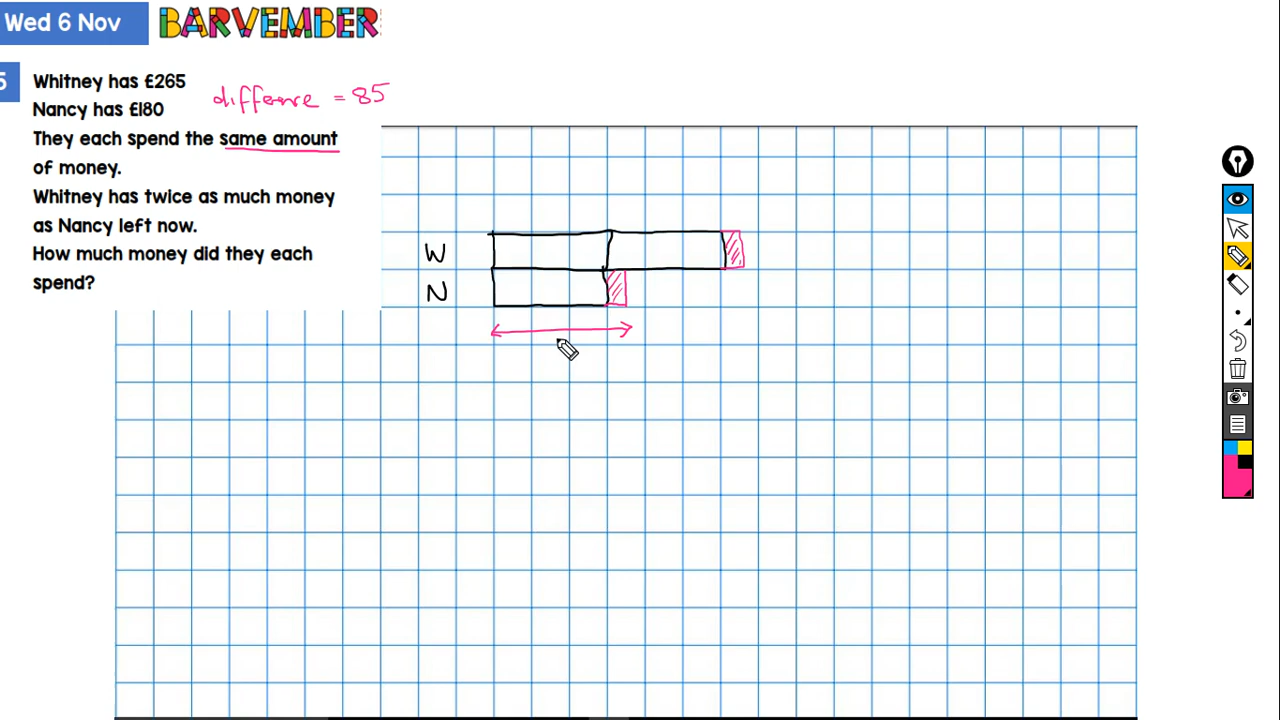 Wed 6 Nov
BARVEMBER
5
Whitney has £265
Nancy has £180
difference = 85
They each spend the same amount
of money.
Whitney has twice as much money
as Nancy left now.
How much money did they each
spend?
W
N